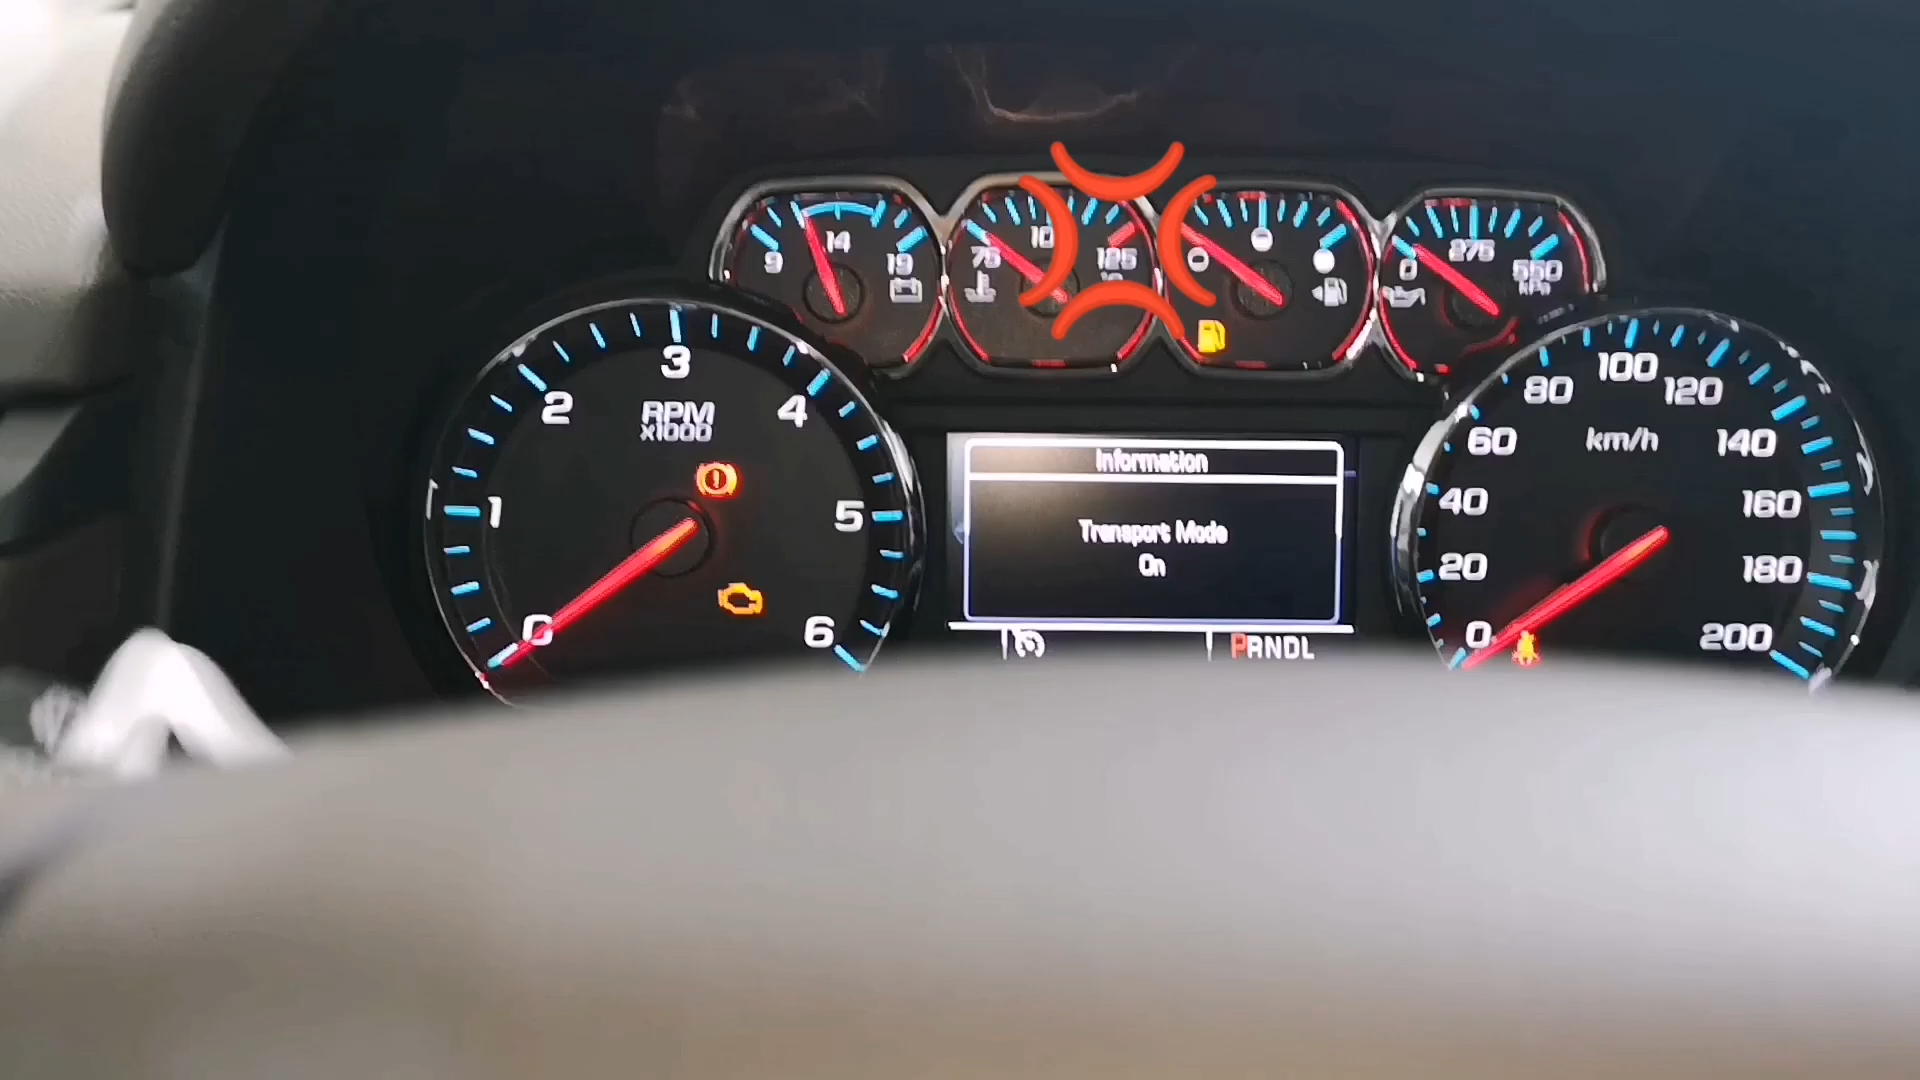 9 14 19
75 10 125
0 275 550
kPa
0 1 2 3 4 5 6
RPM
x1000
Information
Transport Mode
On
PRNDL
0 20 40 60 80 100 120 140 160 180 200
km/h